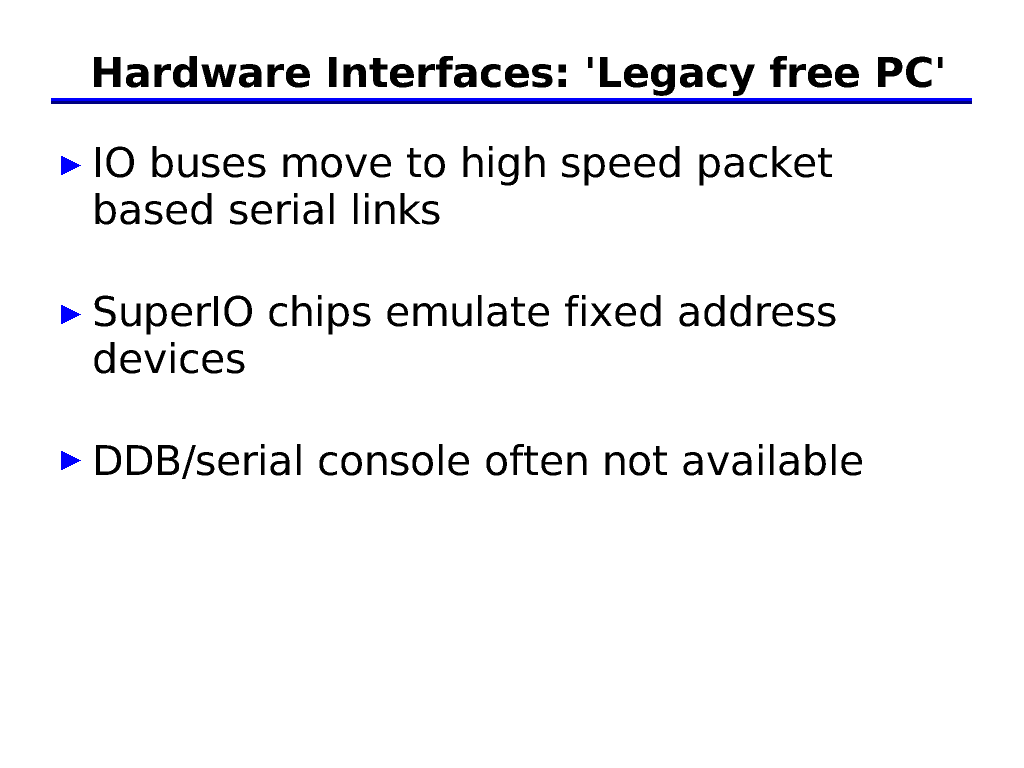 Hardware Interfaces: 'Legacy free PC'
IO buses move to high speed packet
based serial links
SuperIO chips emulate fixed address
devices
DDB/serial console often not available